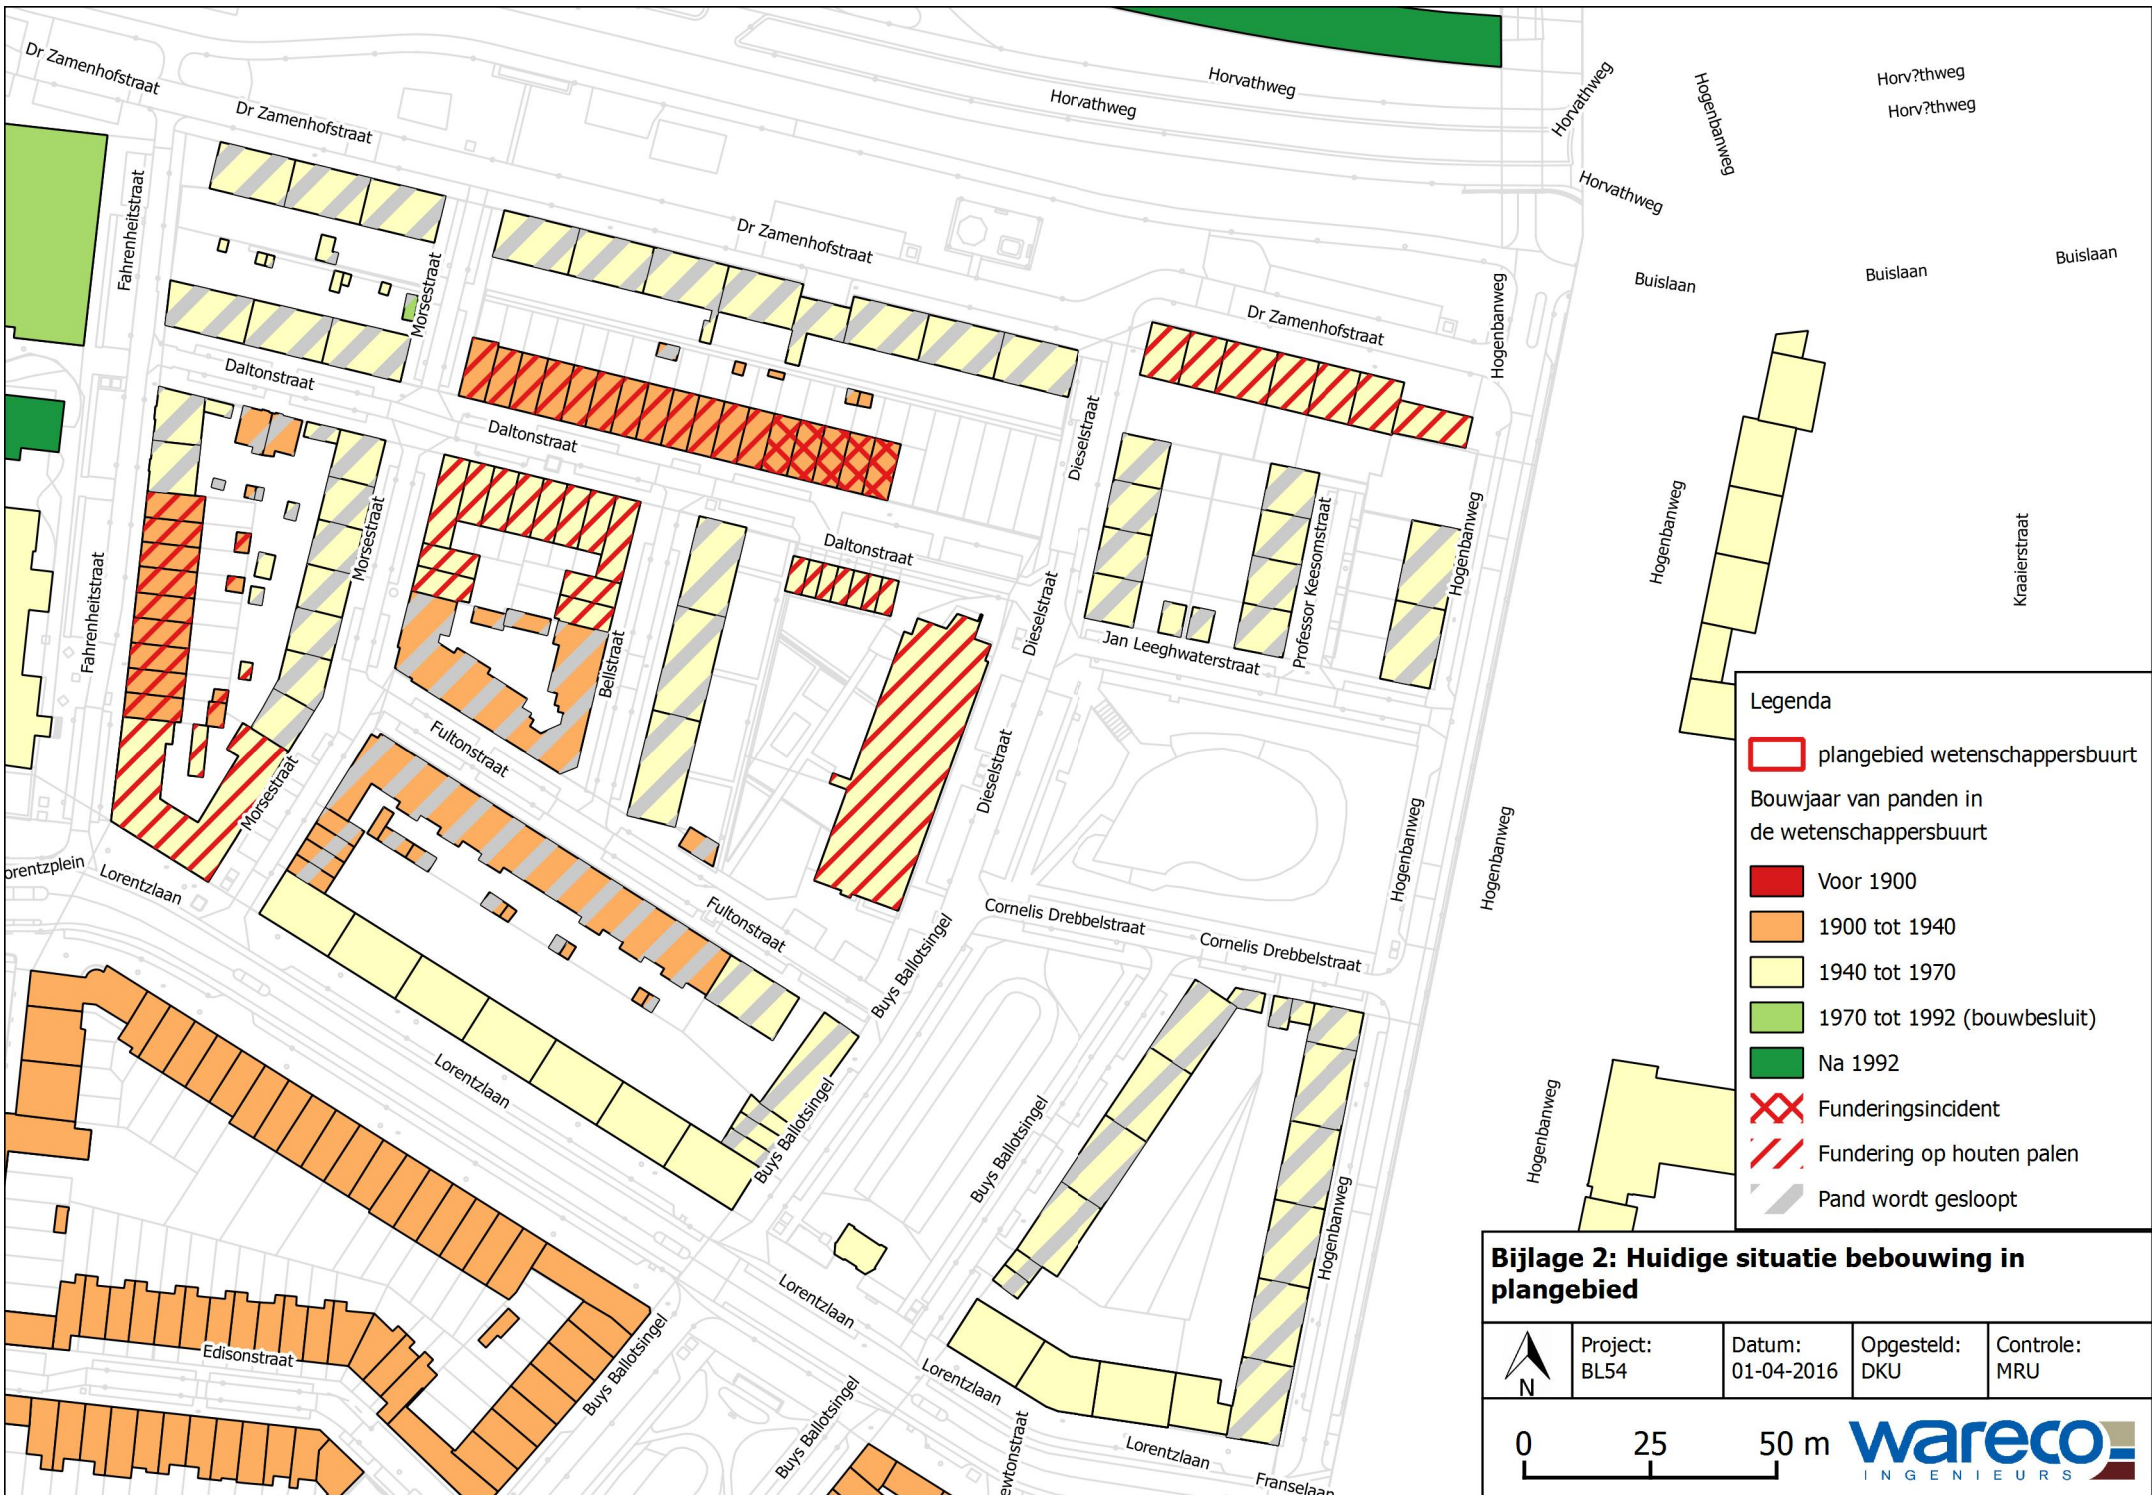 Dr Zamenhofstraat
Dr Zamenhofstraat
Horvathweg
Horvathweg
Horvathweg
Hogenbanweg
Horv?thweg
Horv?thweg
Fahrenheitstraat
Horvathweg
Dr Zamenhofstraat
Morsestraat
Buislaan
Buislaan
Buislaan
Hogenbanweg
Dr Zamenhofstraat
Daltonstraat
Daltonstraat
Dieselstraat
Daltonstraat
Morsestraat
Fahrenheitstraat
Hogenbanweg
Hogenbanweg
Kraaierstraat
Professor Keesomstraat
Dieselstraat
Jan Leeghwaterstraat
Bellstraat
Fultonstraat
Morsestraat
Dieselstraat
Hogenbanweg
Hogenbanweg
orentzplein
Lorentzlaan
Fultonstraat
Buys Ballotsingel
Cornelis Drebbelstraat
Cornelis Drebbelstraat
Lorentzlaan
Buys Ballotsingel
Buys Ballotsingel
Hogenbanweg
Hogenbanweg
Lorentzlaan
Edisonstraat
Buys Ballotsingel
Buys Ballotsingel
Lorentzlaan
ewtonstraat
Lorentzlaan
Franselaan
Legenda
plangebied wetenschappersbuurt
Bouwjaar van panden in
de wetenschappersbuurt
Voor 1900
1900 tot 1940
1940 tot 1970
1970 tot 1992 (bouwbesluit)
Na 1992
Funderingsincident
Fundering op houten palen
Pand wordt gesloopt
Bijlage 2: Huidige situatie bebouwing in
plangebied
N
Project:
BL54
Datum:
01-04-2016
Opgesteld:
DKU
Controle:
MRU
0 25 50 m
wareco
INGENIEURS